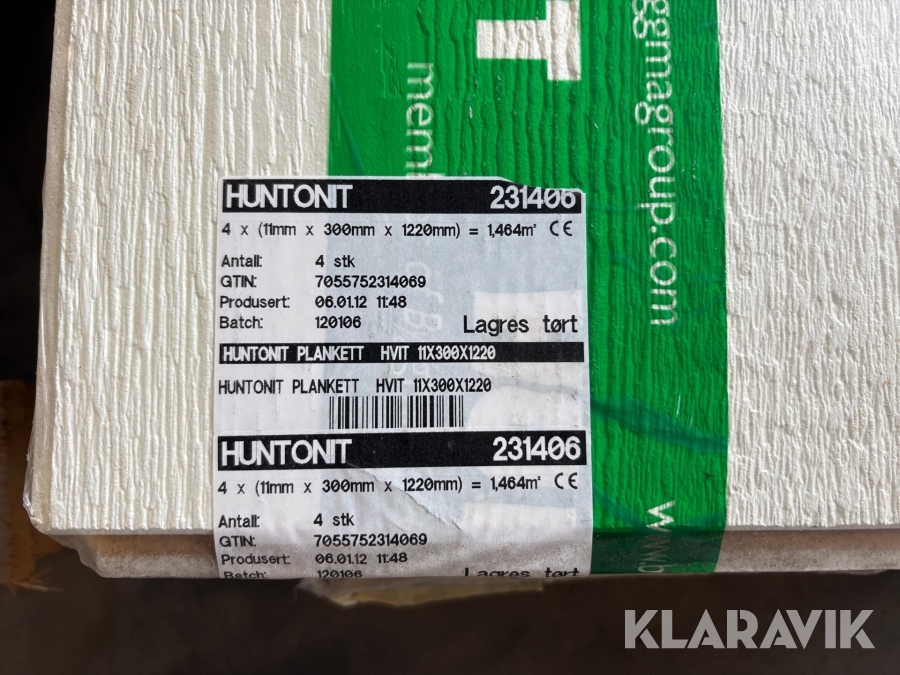 T
memb
ggmagroup.com
HUNTONIT 231406
4 x (11mm x 300mm x 1220mm) = 1,464m² CE
Antall: 4 stk
GTIN: 7055752314069
Produsert: 06.01.12 11:48
Batch: 120106 Lagres tørt
HUNTONIT PLANKETT HVIT 11X300X1220
HUNTONIT PLANKETT HVIT 11X300X1220
HUNTONIT 231406
4 x (11mm x 300mm x 1220mm) = 1,464m² CE
Antall: 4 stk
GTIN: 7055752314069
Produsert: 06.01.12 11:48
Batch: 120106 Lagres tørt
www.b
KLARAVIK